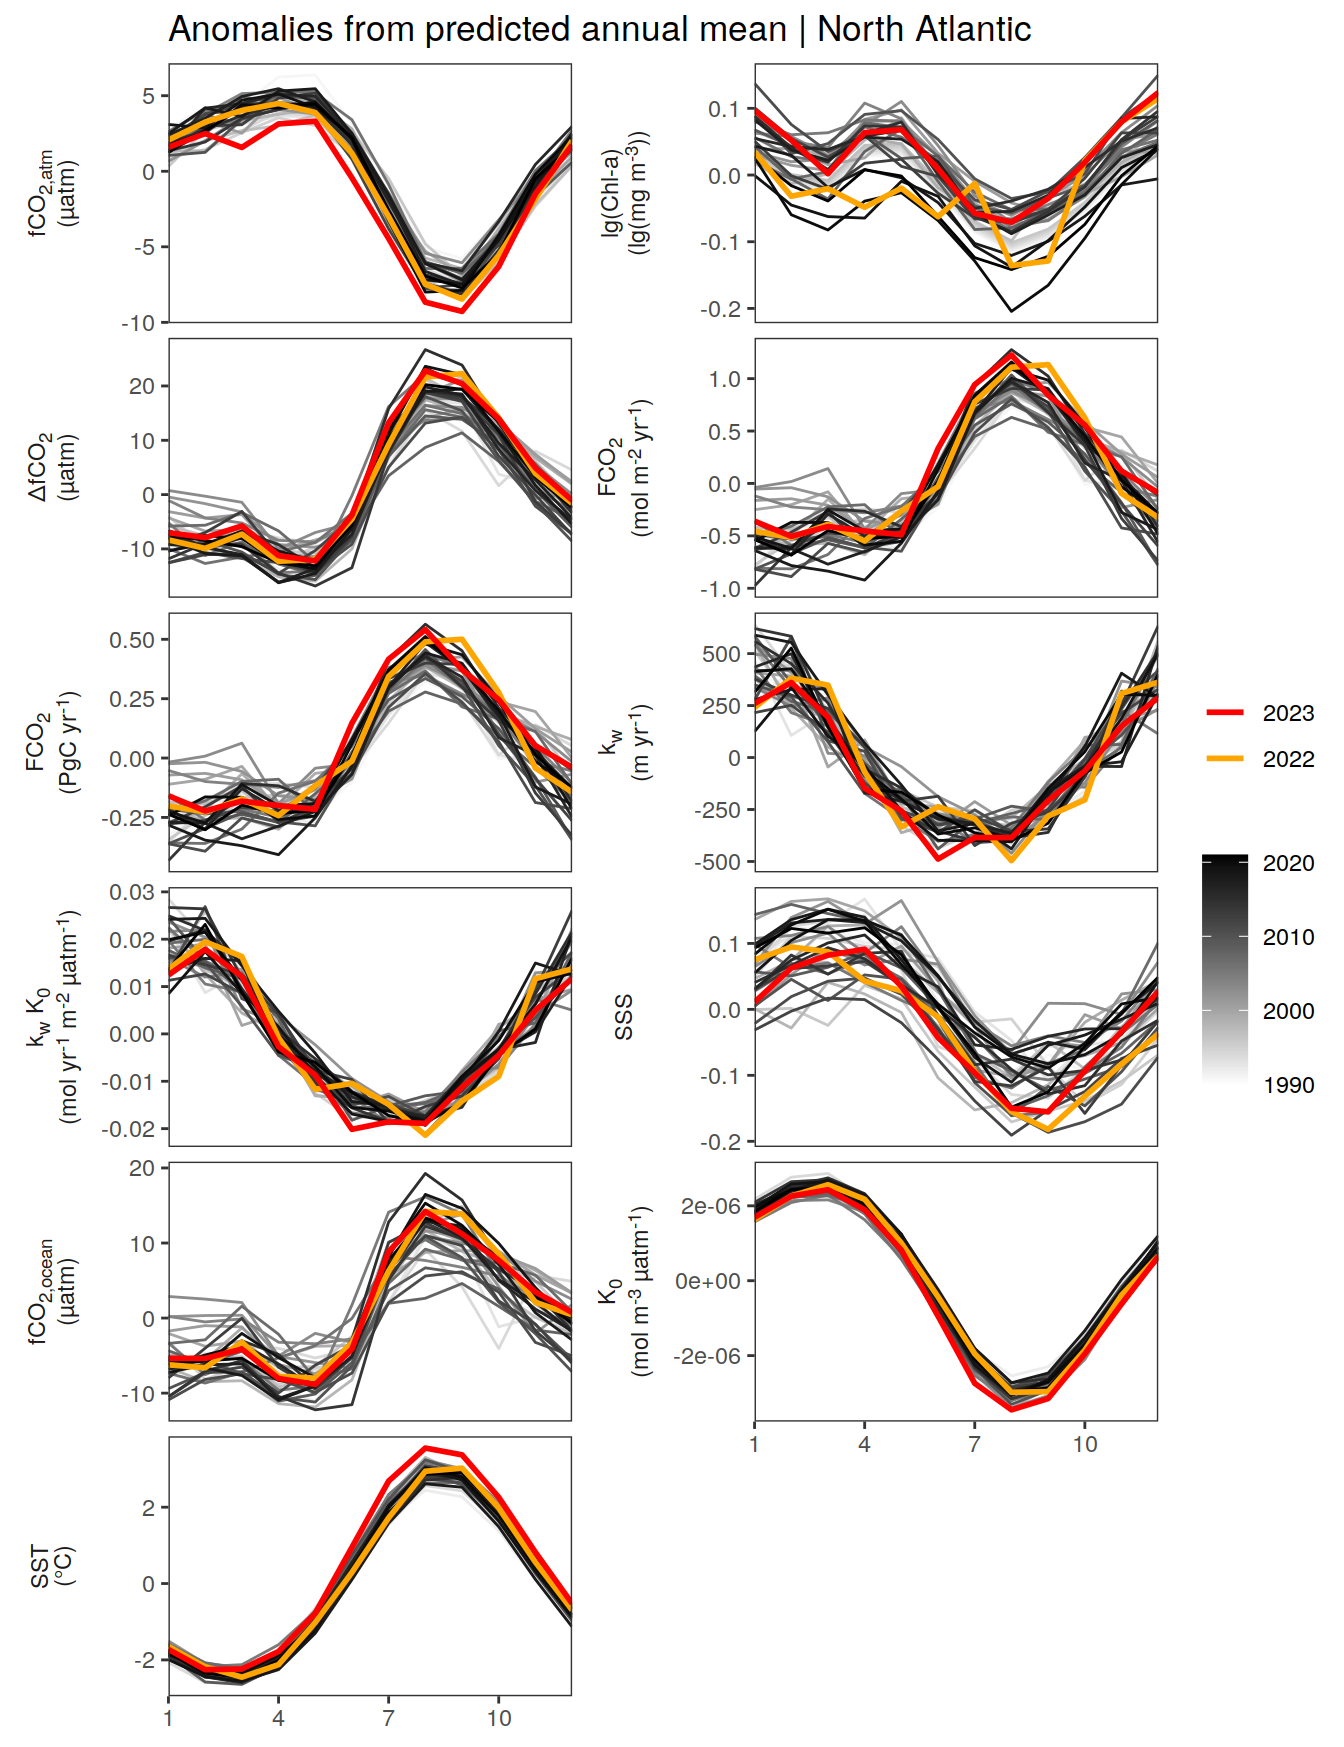 Anomalies from predicted annual mean | North Atlantic
fCO2,atm
(µatm)
5
0
-5
-10
lg(Chl-a)
(lg(mg m-3))
0.1
0.0
-0.1
-0.2
ΔfCO2
(µatm)
20
10
0
-10
FCO2
(mol m-2 yr-1)
1.0
0.5
0.0
-0.5
-1.0
FCO2
(PgC yr-1)
0.50
0.25
0.00
-0.25
kw
(m yr-1)
500
250
0
-250
-500
kw K0
(mol yr-1 m-2 µatm-1)
0.03
0.02
0.01
0.00
-0.01
-0.02
SSS
0.1
0.0
-0.1
-0.2
fCO2,ocean
(µatm)
20
10
0
-10
K0
(mol m-3 µatm-1)
2e-06
0e+00
-2e-06
1 4 7 10
SST
(°C)
2
0
-2
1 4 7 10
2023
2022
2020
2010
2000
1990